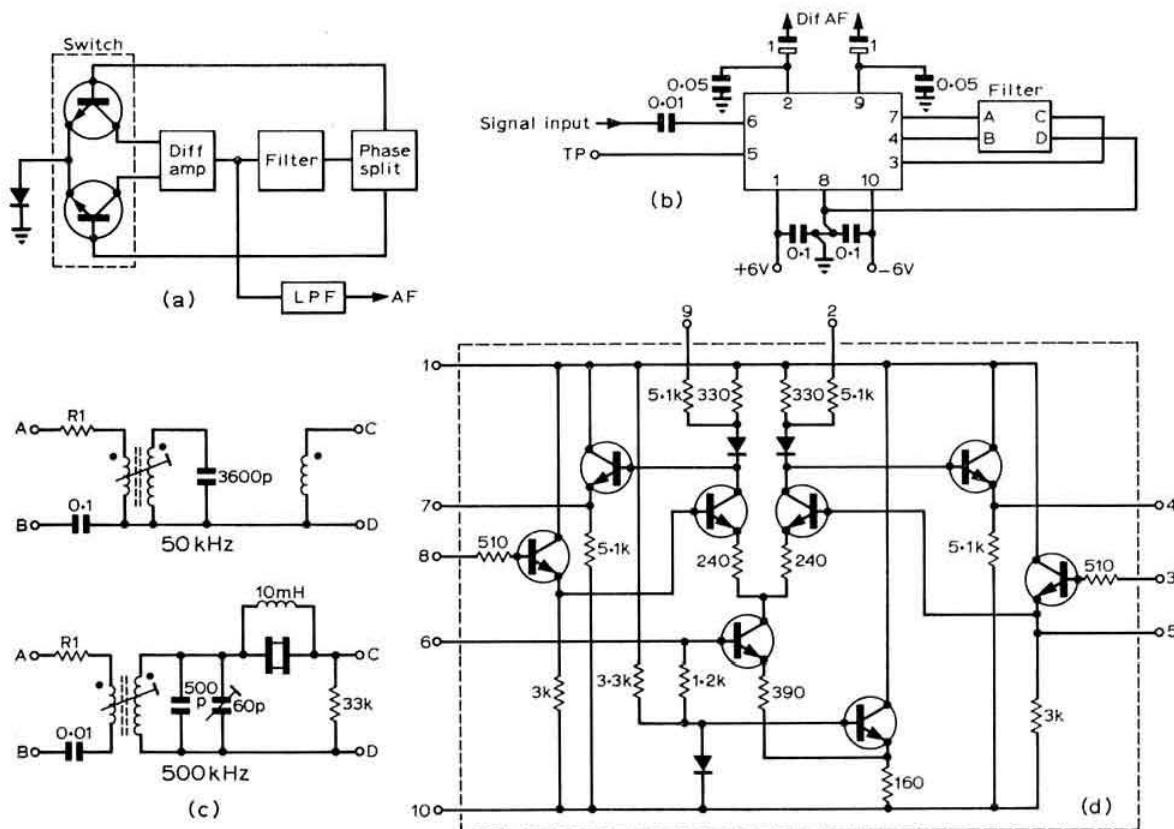 Switch
Diff
amp
Filter
Phase
split
LPF
AF
(a)
Dif AF
1
1
0·05
0·05
0·01
Signal input
TP
6
5
2
9
7
4
3
1
8
10
Filter
A
B
C
D
0·1
0·1
+6V
−6V
(b)
A
R1
C
3600p
B
0·1
D
50kHz
10mH
A
R1
C
500
p
60p
33k
B
0·01
D
500kHz
(c)
9
2
1
5·1k
330
330
5·1k
7
4
8
510
5·1k
240
240
5·1k
510
3
6
5
3k
3·3k
1·2k
390
3k
160
10
(d)